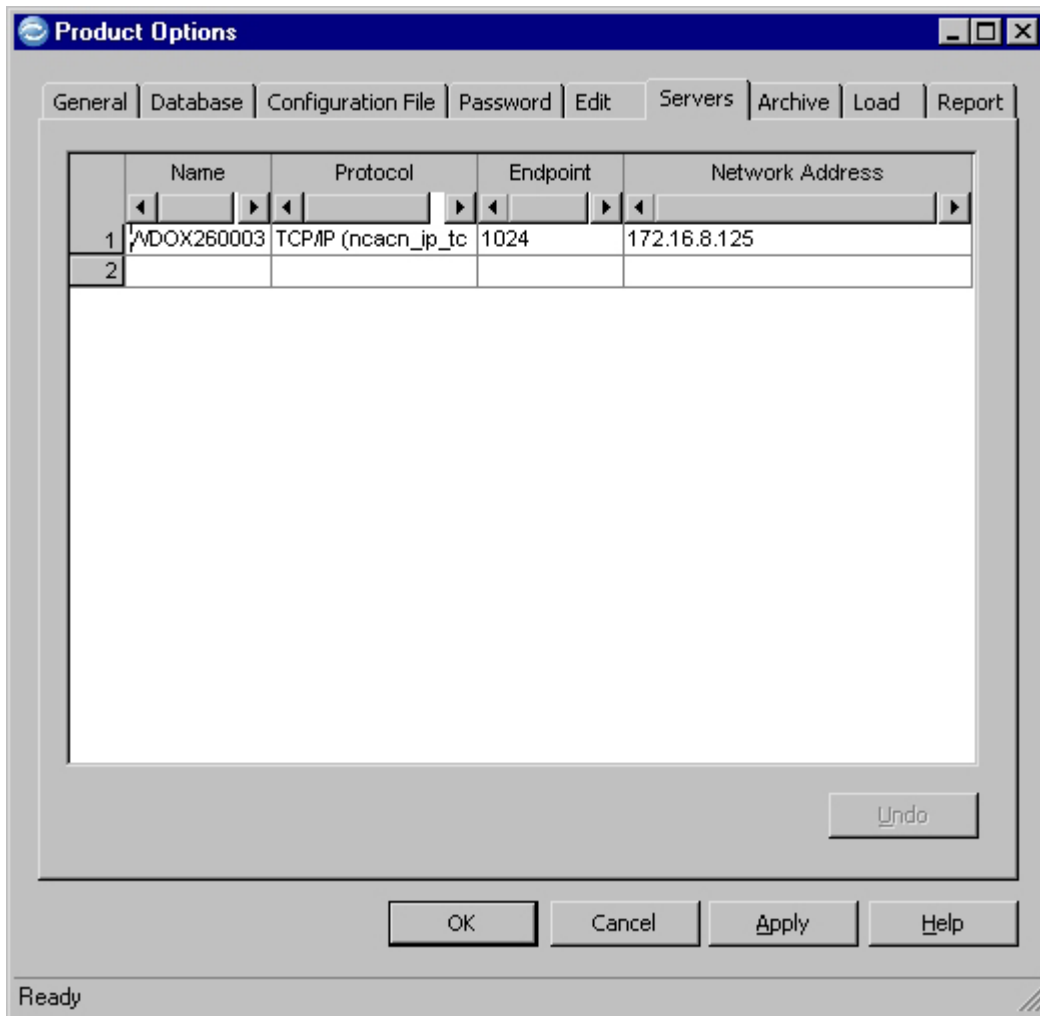 Product Options
General Database Configuration File Password Edit Servers Archive Load Report
Name Protocol Endpoint Network Address
1 TCP/IP (ncacn_ip_tc 1024 172.16.8.125
2
Undo
OK Cancel Apply Help
Ready